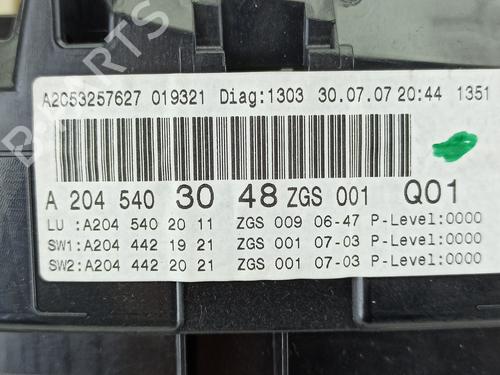 A2C53257627 019321 Diag:1303 30.07.07 20:44 1351
A 204 540 30 48 ZGS 001 Q01
LU :A204 540 20 11 ZGS 009 06-47 P-Level:0000
SW1:A204 442 19 21 ZGS 001 07-03 P-Level:0000
SW2:A204 442 20 21 ZGS 001 07-03 P-Level:0000